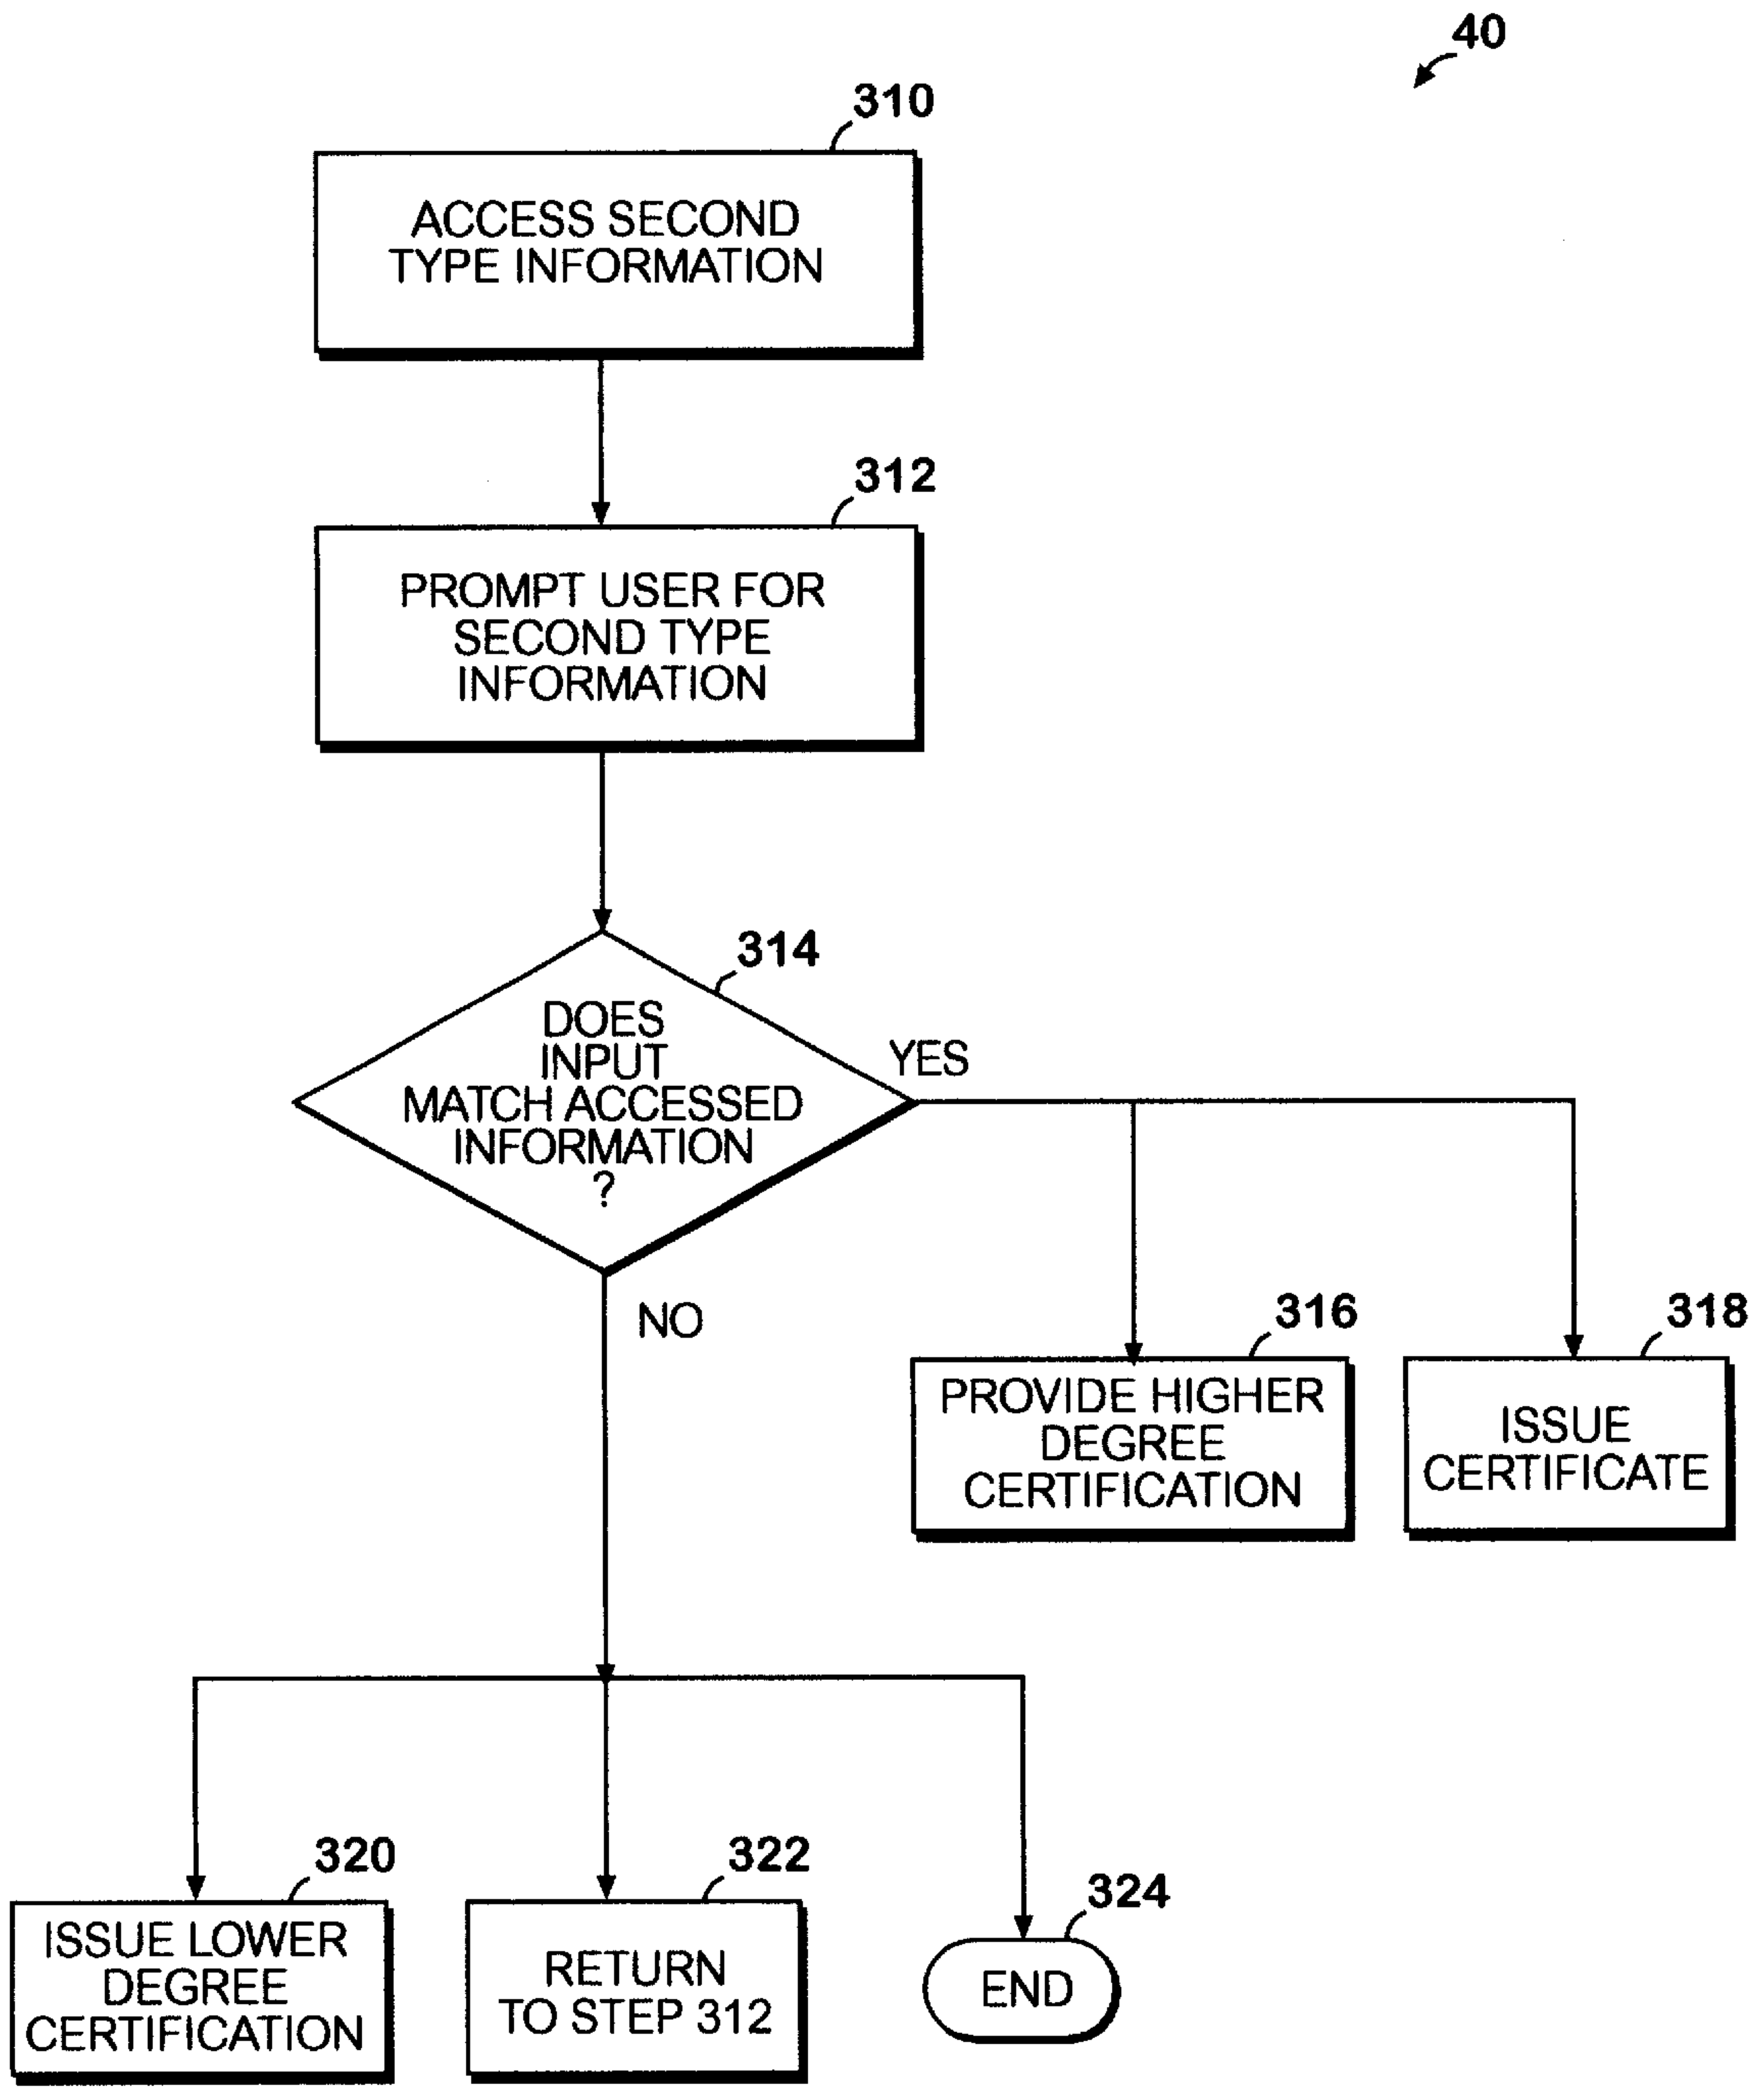 40
310
ACCESS SECOND
TYPE INFORMATION
312
PROMPT USER FOR
SECOND TYPE
INFORMATION
314
DOES
INPUT
MATCH ACCESSED
INFORMATION
?
YES
NO
316
PROVIDE HIGHER
DEGREE
CERTIFICATION
318
ISSUE
CERTIFICATE
320
ISSUE LOWER
DEGREE
CERTIFICATION
322
RETURN
TO STEP 312
324
END